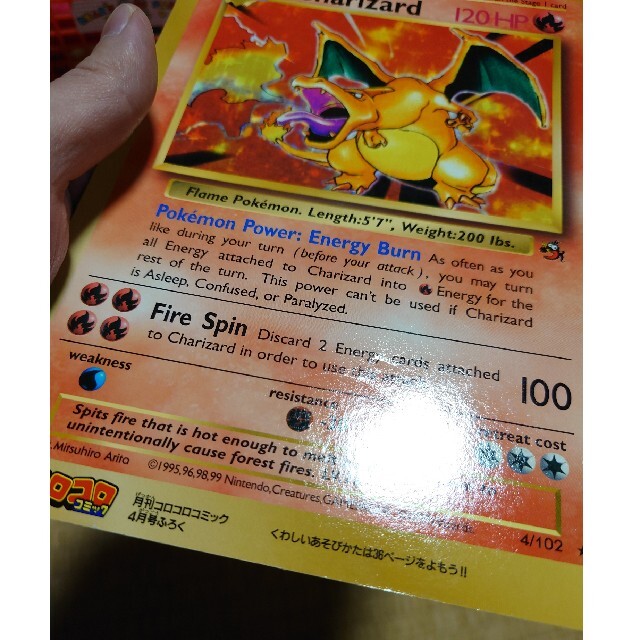 Charizard 120 HP
Flame Pokémon. Length:5'7", Weight:200 lbs.
Pokémon Power: Energy Burn As often as you
like during your turn (before your attack), you may turn
all Energy attached to Charizard into Energy for the
rest of the turn. This power can't be used if Charizard
is Asleep, Confused, or Paralyzed.
Fire Spin Discard 2 Energy cards attached
to Charizard in order to use this
100
weakness
resistance
retreat cost
Spits fire that is hot enough to
unintentionally cause forest fires.
Mitsuhiro Arita ©1995,96,98,99 Nintendo, Creatures,
4/102
コロコロ
コミック
月刊コロコロコミック
4月号ふろく
くわしいあそびかたは36ページをよもう!!